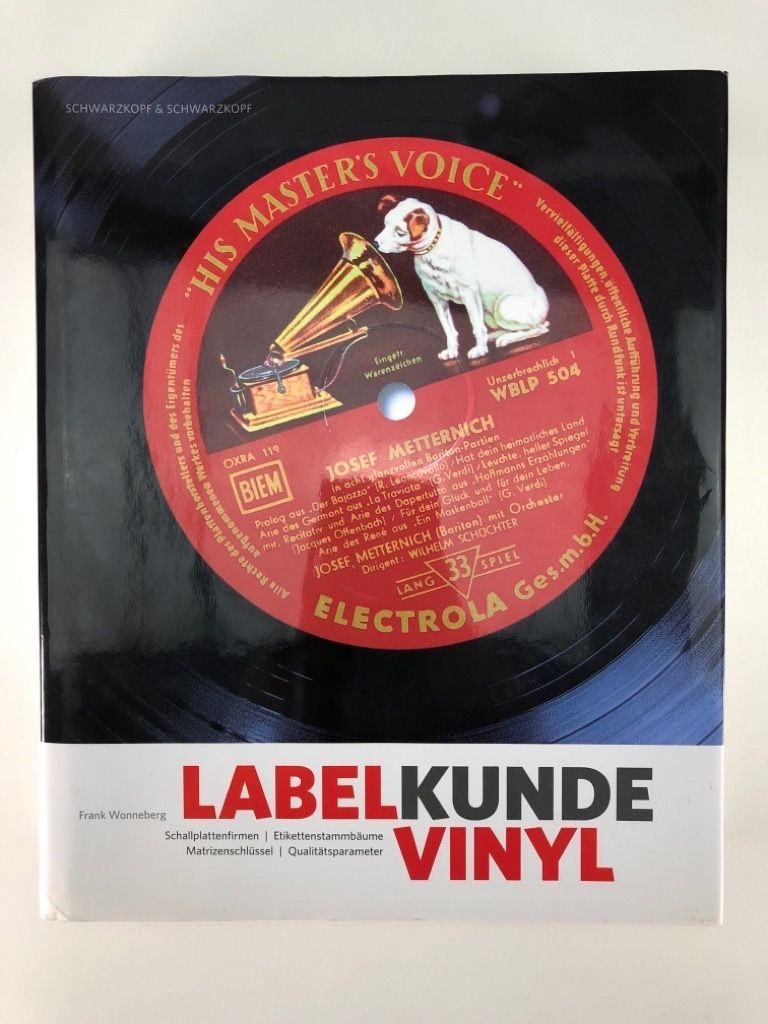 SCHWARZKOPF & SCHWARZKOPF
"HIS MASTER'S VOICE"
Vervielfältigungen, öffentliche Aufführung und Verbreitung
dieser Platte durch Rundfunk ist untersagt
Alle Rechte des Plattenherstellers und des Eigentümers des
aufgenommenen Werkes vorbehalten
Eingetr.
Warenzeichen
Unzerbrechlich 1
WBLP 504
OXRA 119
BIEM
JOSEF METTERNICH
in acht glanzvollen Bariton-Partien
Prolog aus „Der Bajazzo" (R. Leoncavallo) / Hat dein heimatliches Land
Arie des Germont aus „La Traviata" (G. Verdi) / Leuchte, heller Spiegel
mir, Recitativ und Arie des Dapertutto aus „Hoffmanns Erzählungen"
(Jacques Offenbach) / Für dein Glück und für dein Leben,
Arie des René aus „Ein Maskenball" (G. Verdi)
JOSEF METTERNICH (Bariton) mit Orchester
Dirigent: WILHELM SCHÜCHTER
LANG 33 SPIEL
ELECTROLA Ges.m.b.H.
Frank Wonneberg
LABELKUNDE
VINYL
Schallplattenfirmen | Etikettenstammbäume
Matrizenschlüssel | Qualitätsparameter